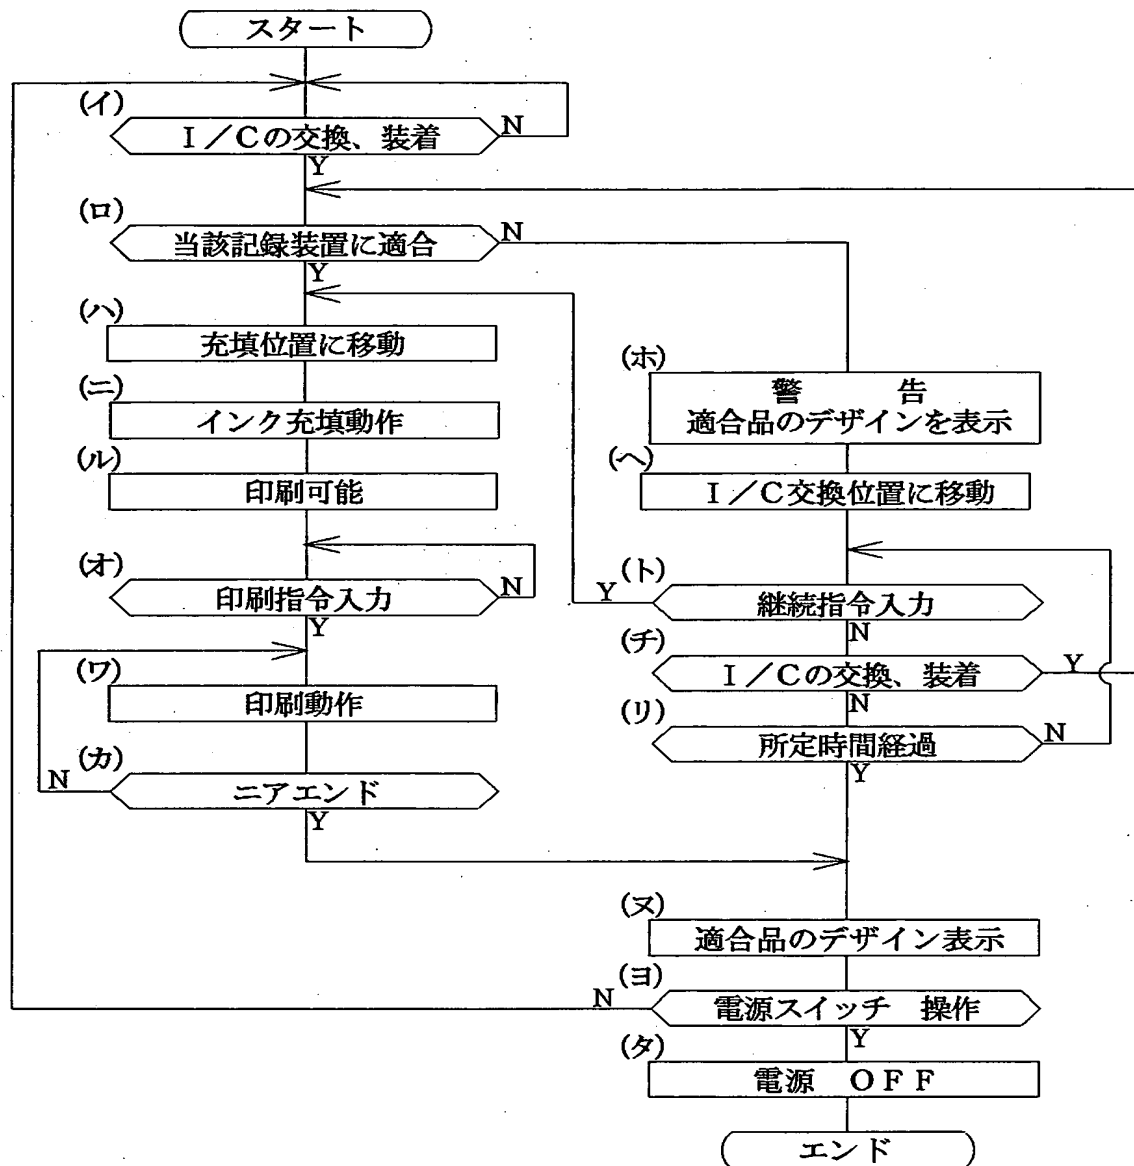 スタート
(イ)
I／Cの交換、装着
N
Y
(ロ)
当該記録装置に適合
N
Y
(ハ)
充填位置に移動
(ニ)
インク充填動作
(ル)
印刷可能
(オ)
印刷指令入力
N
Y
(ワ)
印刷動作
(カ)
ニアエンド
N
Y
(ホ)
警　　告
適合品のデザインを表示
(ヘ)
I／C交換位置に移動
(ト)
継続指令入力
Y
N
(チ)
I／Cの交換、装着
Y
N
(リ)
所定時間経過
N
Y
(ヌ)
適合品のデザイン表示
(ヨ)
電源スイッチ　操作
N
Y
(タ)
電源　OFF
エンド